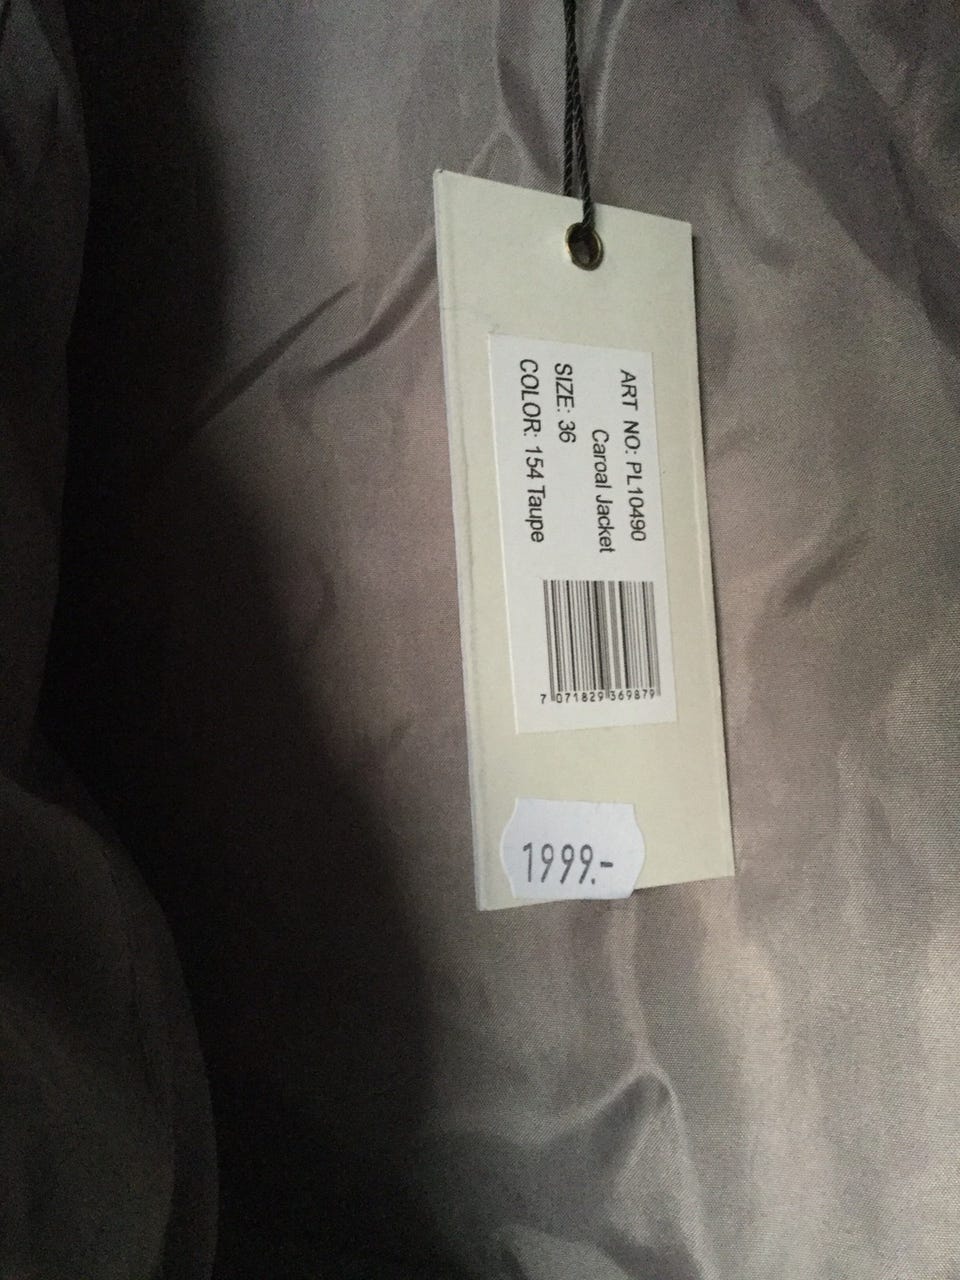 ART NO: PL10490
Caroal Jacket
SIZE: 36
COLOR: 154 Taupe
7 071829 369879
1999.-